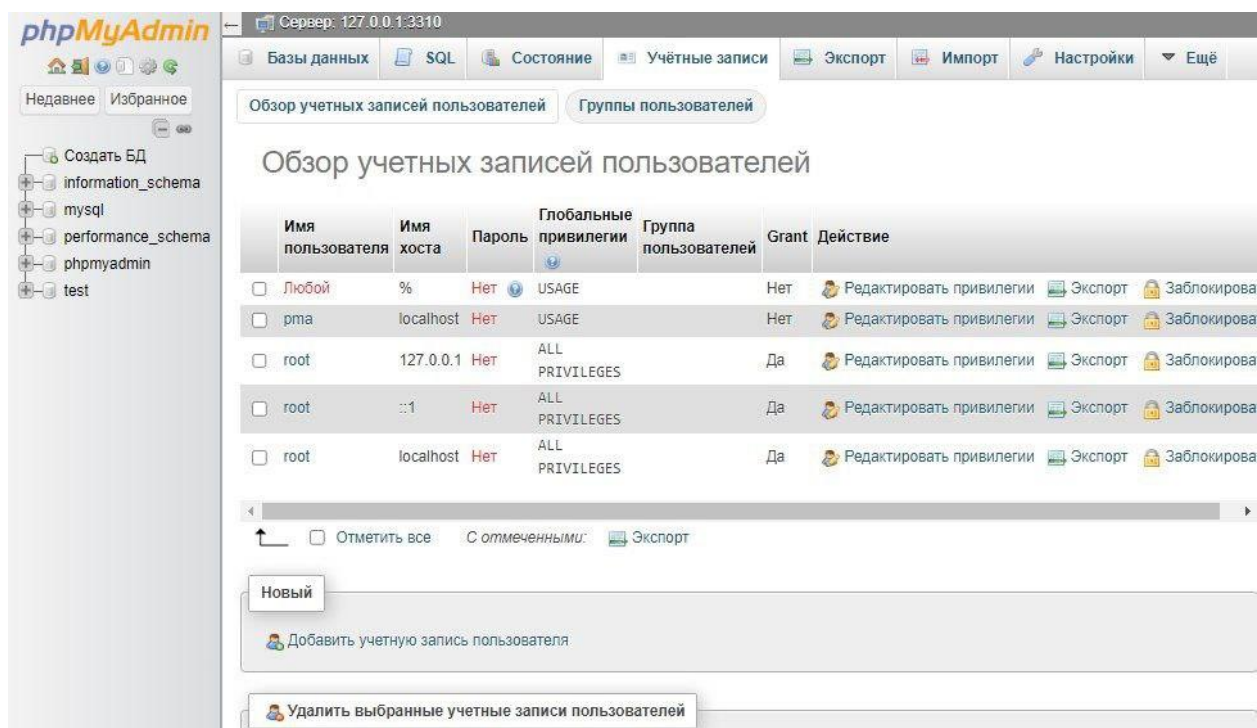 phpMyAdmin
Недавнее Избранное
Создать БД
information_schema
mysql
performance_schema
phpmyadmin
test
Сервер: 127.0.0.1:3310
Базы данных SQL Состояние Учётные записи Экспорт Импорт Настройки Ещё
Обзор учетных записей пользователей Группы пользователей
Обзор учетных записей пользователей
Имя пользователя Имя хоста Пароль Глобальные привилегии Группа пользователей Grant Действие
Любой % Нет USAGE Нет Редактировать привилегии Экспорт Заблокирова
pma localhost Нет USAGE Нет Редактировать привилегии Экспорт Заблокирова
root 127.0.0.1 Нет ALL PRIVILEGES Да Редактировать привилегии Экспорт Заблокирова
root ::1 Нет ALL PRIVILEGES Да Редактировать привилегии Экспорт Заблокирова
root localhost Нет ALL PRIVILEGES Да Редактировать привилегии Экспорт Заблокирова
Отметить все С отмеченными: Экспорт
Новый
Добавить учетную запись пользователя
Удалить выбранные учетные записи пользователей